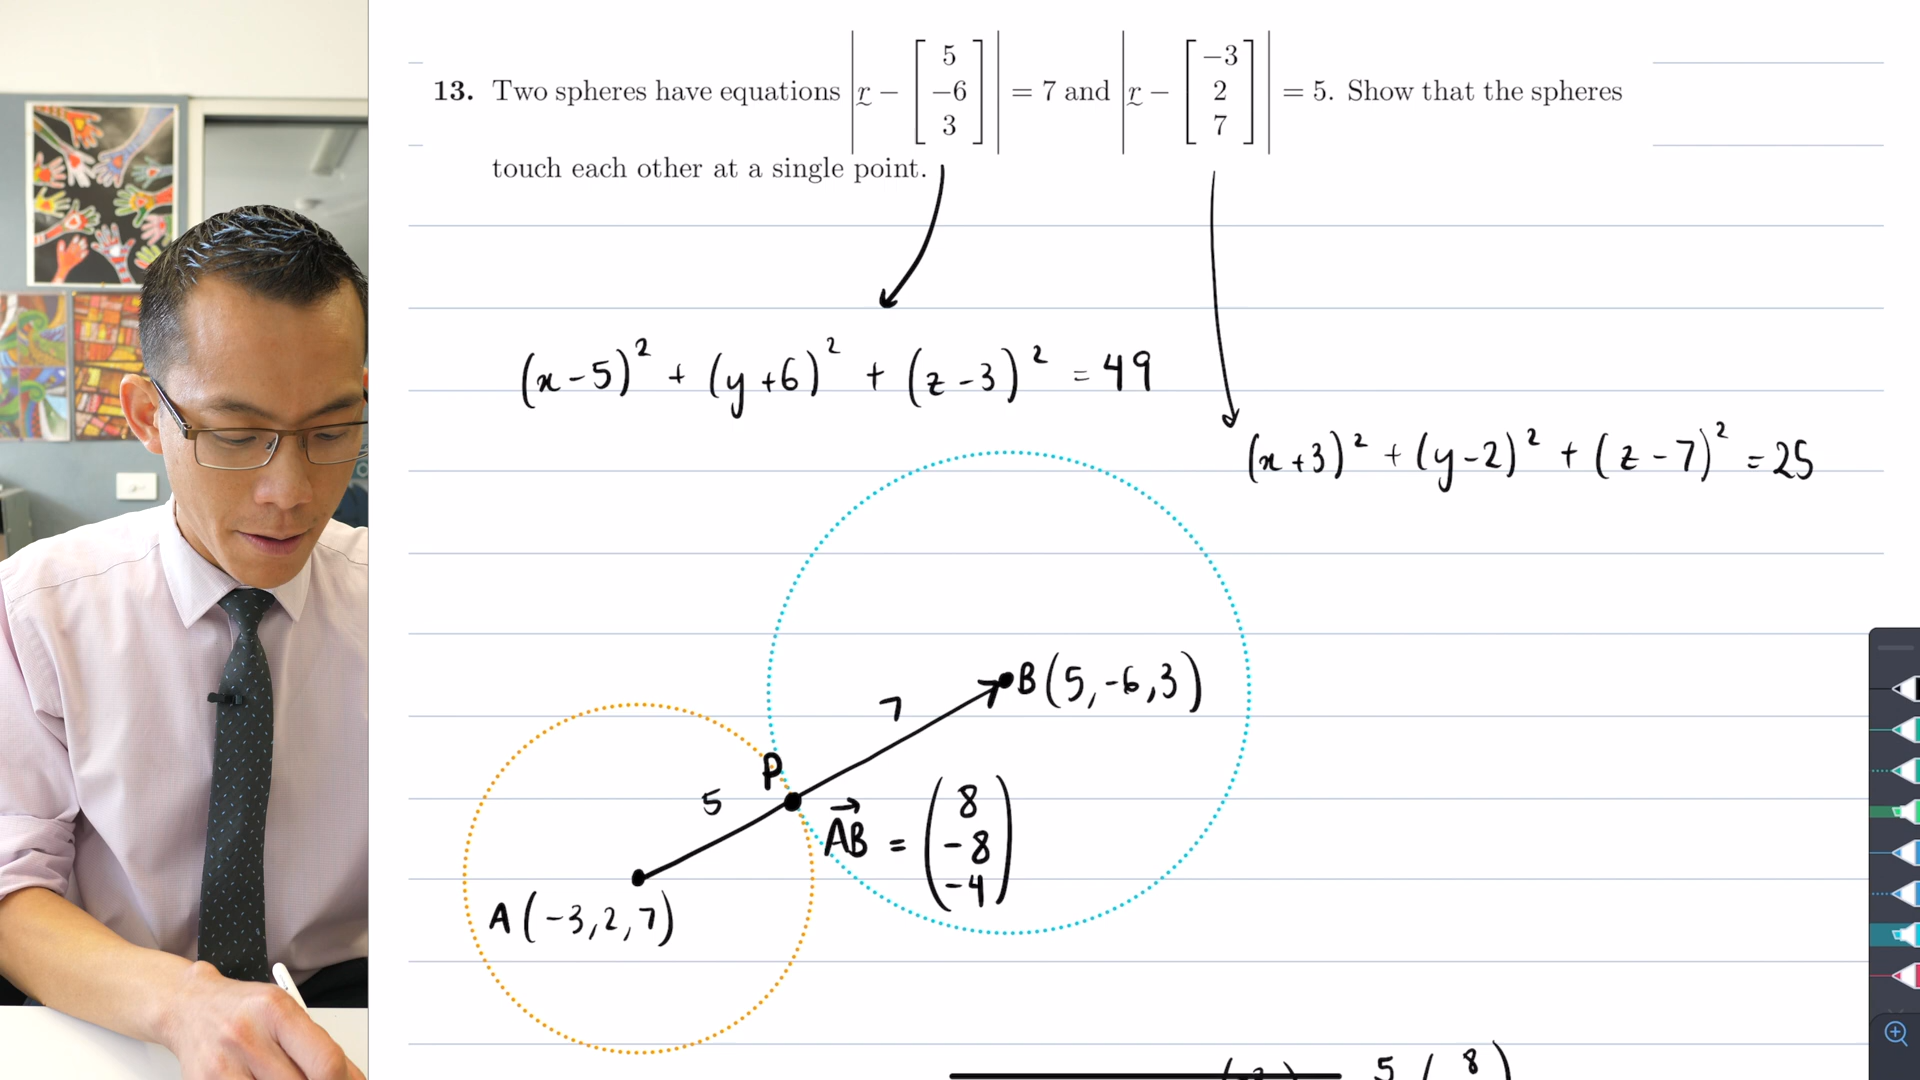 13. Two spheres have equations |r − [5 −6 3]| = 7 and |r − [−3 2 7]| = 5. Show that the spheres
touch each other at a single point.
(x−5)² + (y+6)² + (z−3)² = 49
(x+3)² + (y−2)² + (z−7)² = 25
B(5,−6,3)
7
P
5
AB⃗ = (8 −8 −4)
A(−3,2,7)
5 (8